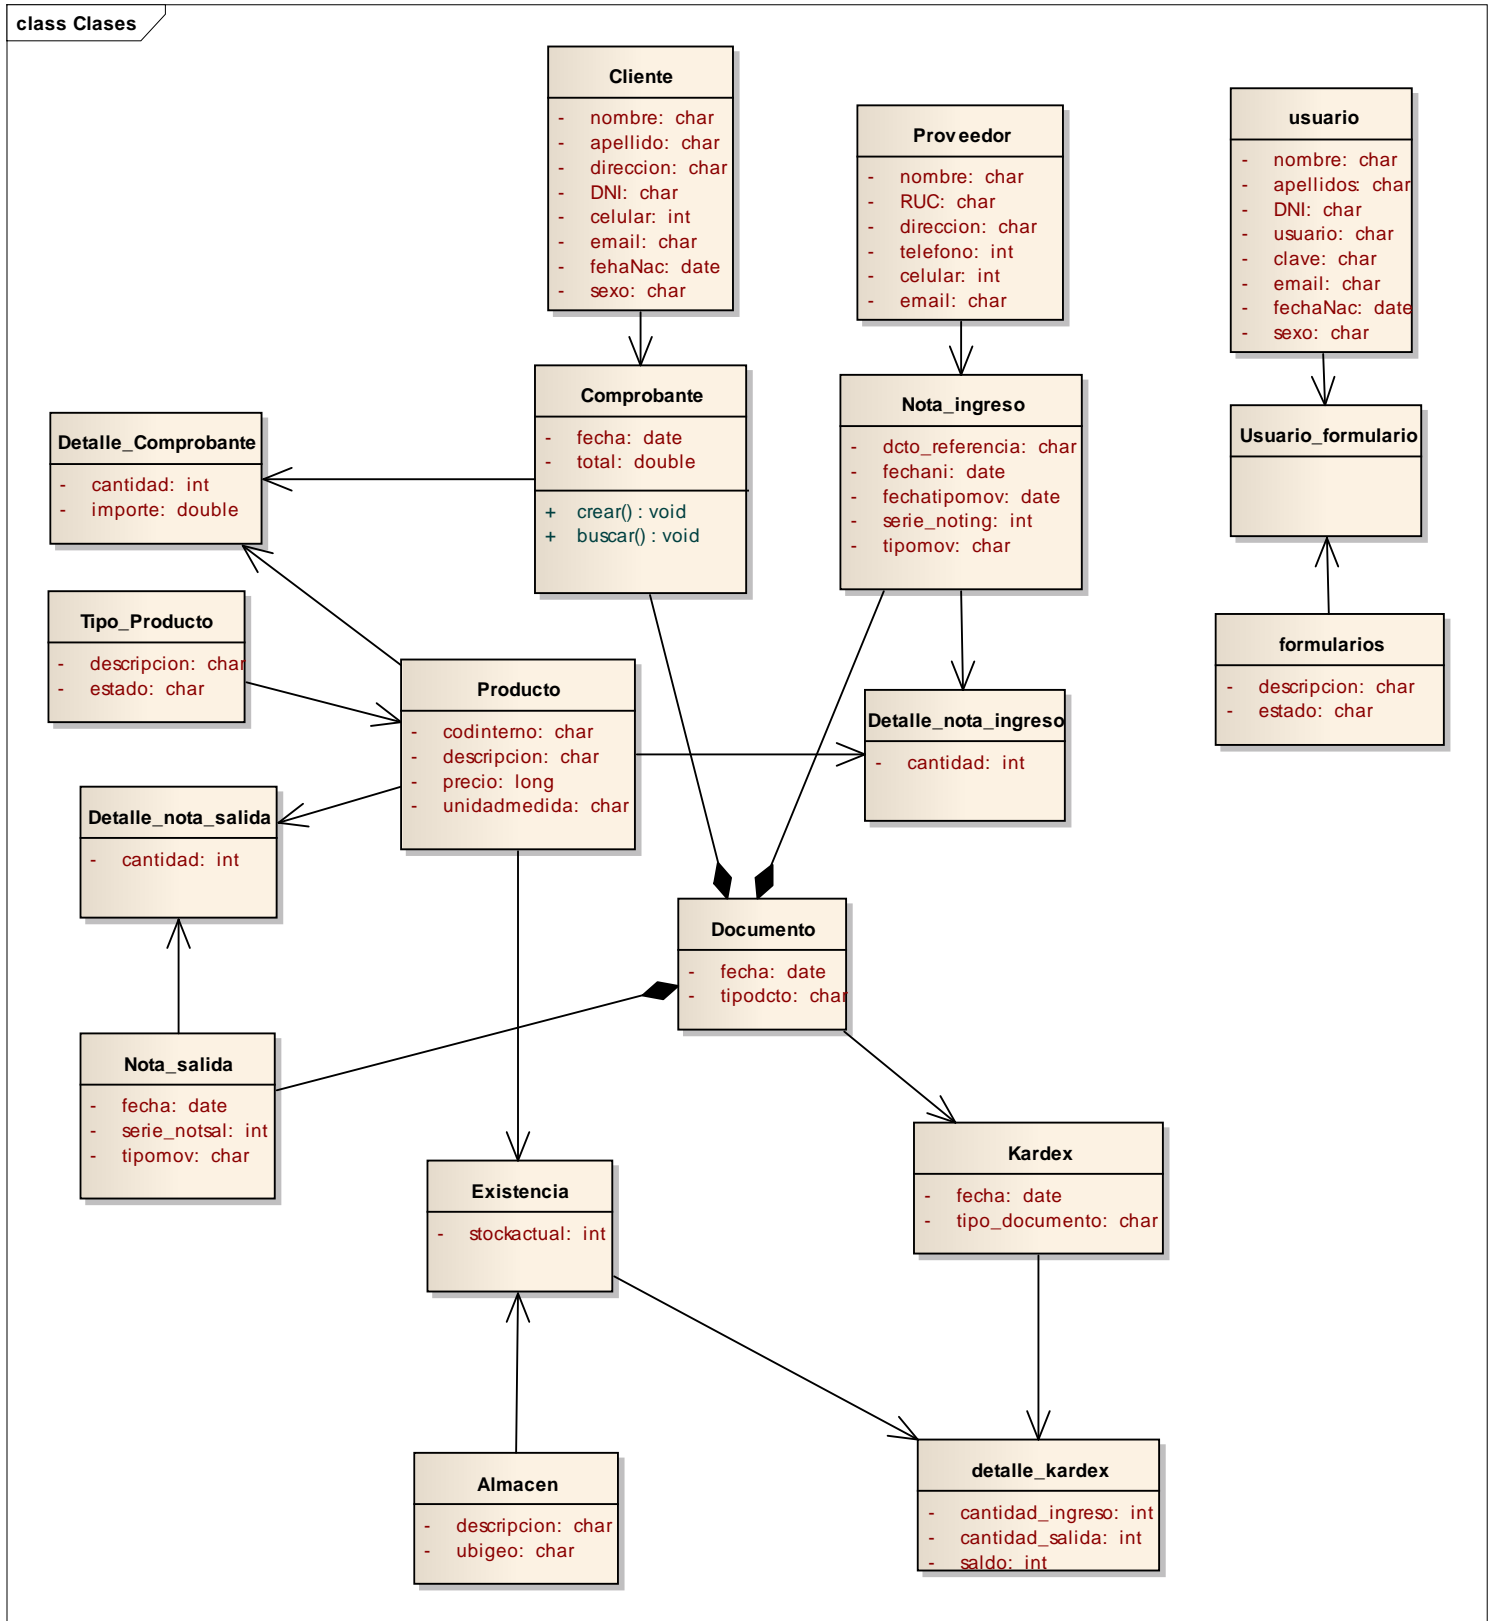 class Clases
Cliente
- nombre: char
- apellido: char
- direccion: char
- DNI: char
- celular: int
- email: char
- fehaNac: date
- sexo: char
Proveedor
- nombre: char
- RUC: char
- direccion: char
- telefono: int
- celular: int
- email: char
usuario
- nombre: char
- apellidos: char
- DNI: char
- usuario: char
- clave: char
- email: char
- fechaNac: date
- sexo: char
Detalle_Comprobante
- cantidad: int
- importe: double
Comprobante
- fecha: date
- total: double
+ crear() : void
+ buscar() : void
Nota_ingreso
- dcto_referencia: char
- fechani: date
- fechatipomov: date
- serie_noting: int
- tipomov: char
Usuario_formulario
Tipo_Producto
- descripcion: char
- estado: char
Producto
- codinterno: char
- descripcion: char
- precio: long
- unidadmedida: char
Detalle_nota_ingreso
- cantidad: int
formularios
- descripcion: char
- estado: char
Detalle_nota_salida
- cantidad: int
Documento
- fecha: date
- tipodcto: char
Nota_salida
- fecha: date
- serie_notsal: int
- tipomov: char
Existencia
- stockactual: int
Kardex
- fecha: date
- tipo_documento: char
Almacen
- descripcion: char
- ubigeo: char
detalle_kardex
- cantidad_ingreso: int
- cantidad_salida: int
- saldo: int